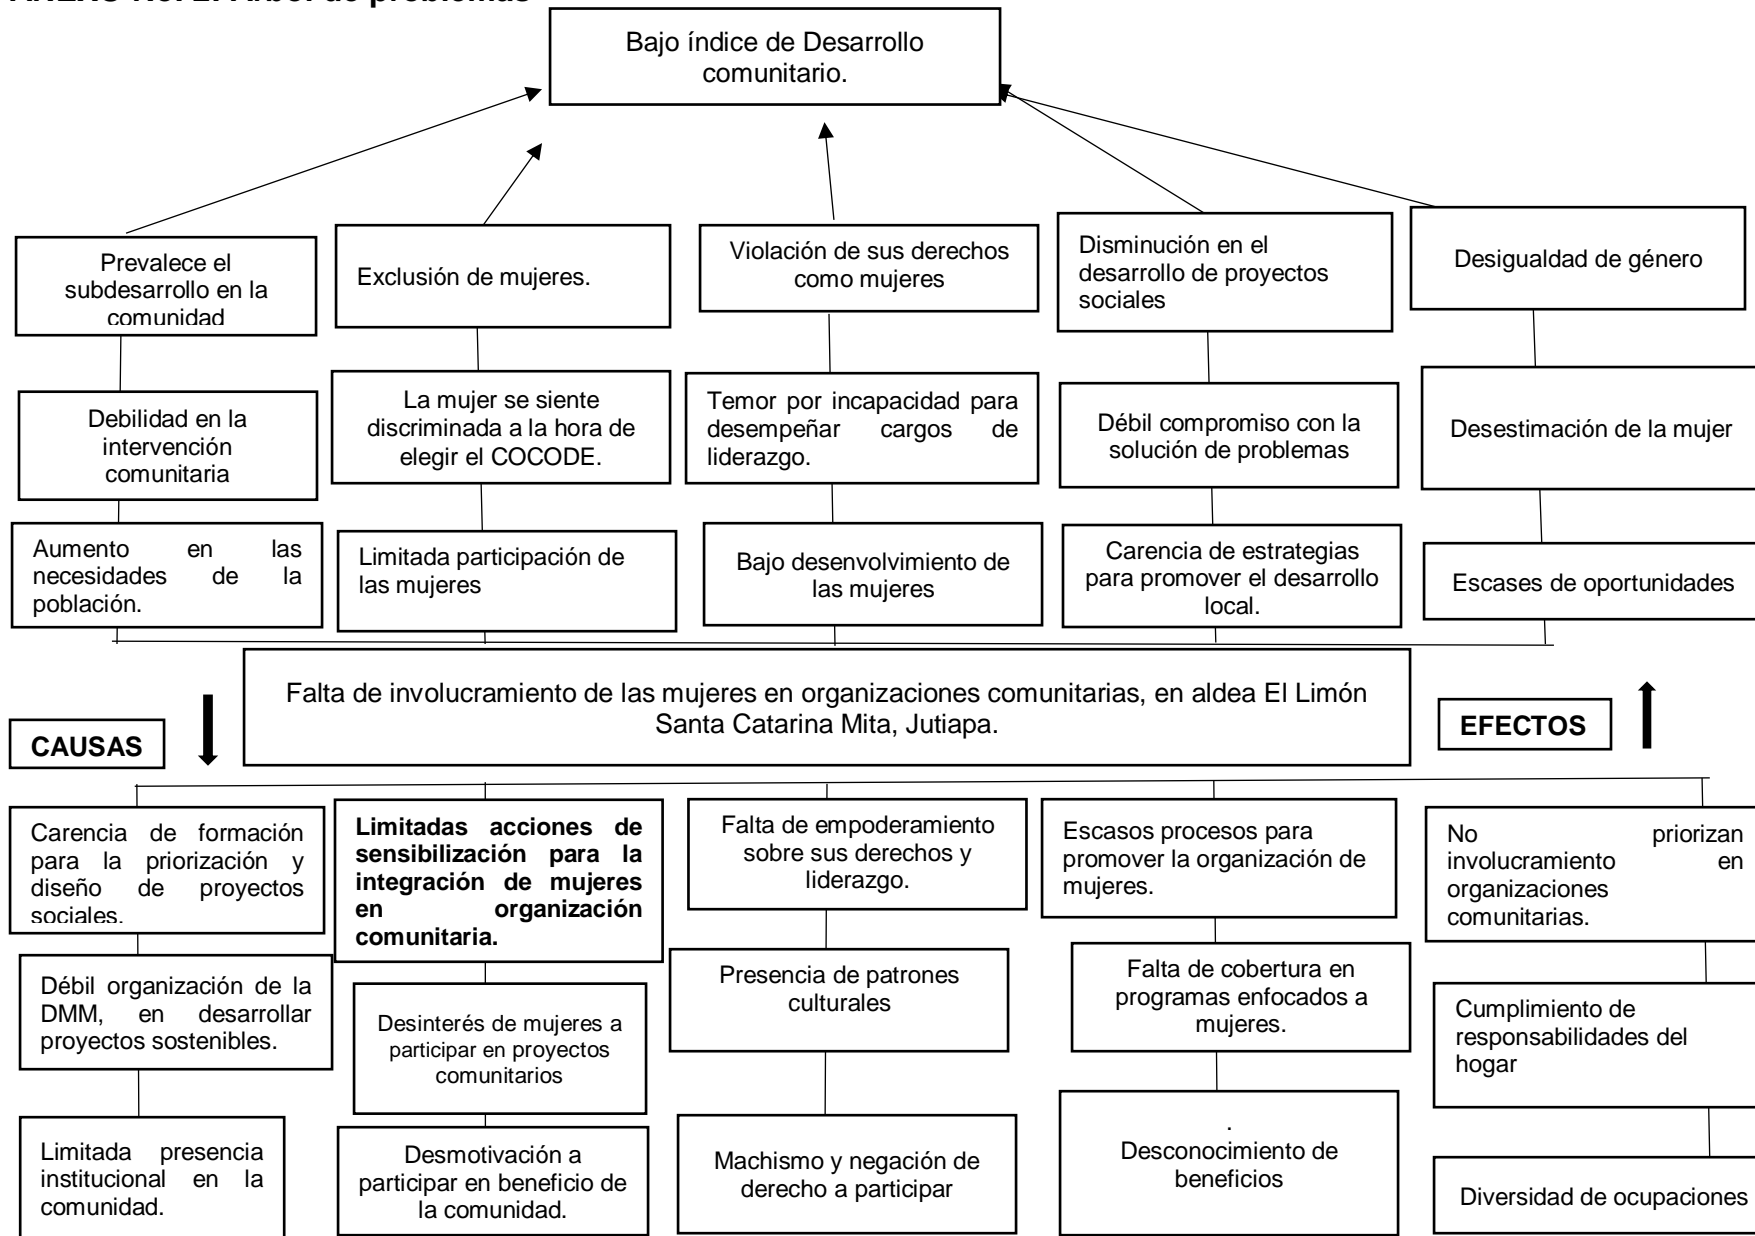 Bajo índice de Desarrollo
comunitario.
Prevalece el
subdesarrollo en la
comunidad
Exclusión de mujeres.
Violación de sus derechos
como mujeres
Disminución en el
desarrollo de proyectos
sociales
Desigualdad de género
Debilidad en la
intervención
comunitaria
La mujer se siente
discriminada a la hora de
elegir el COCODE.
Temor por incapacidad para
desempeñar cargos de
liderazgo.
Débil compromiso con la
solución de problemas
Desestimación de la mujer
Aumento en las
necesidades de la
población.
Limitada participación de
las mujeres
Bajo desenvolvimiento de
las mujeres
Carencia de estrategias
para promover el desarrollo
local.
Escases de oportunidades
Falta de involucramiento de las mujeres en organizaciones comunitarias, en aldea El Limón
Santa Catarina Mita, Jutiapa.
CAUSAS
EFECTOS
Carencia de formación
para la priorización y
diseño de proyectos
sociales.
Limitadas acciones de
sensibilización para la
integración de mujeres
en organización
comunitaria.
Falta de empoderamiento
sobre sus derechos y
liderazgo.
Escasos procesos para
promover la organización de
mujeres.
No priorizan
involucramiento en
organizaciones
comunitarias.
Débil organización de la
DMM, en desarrollar
proyectos sostenibles.
Desinterés de mujeres a
participar en proyectos
comunitarios
Presencia de patrones
culturales
Falta de cobertura en
programas enfocados a
mujeres.
Cumplimiento de
responsabilidades del
hogar
Limitada presencia
institucional en la
comunidad.
Desmotivación a
participar en beneficio de
la comunidad.
Machismo y negación de
derecho a participar
.
Desconocimiento de
beneficios
Diversidad de ocupaciones